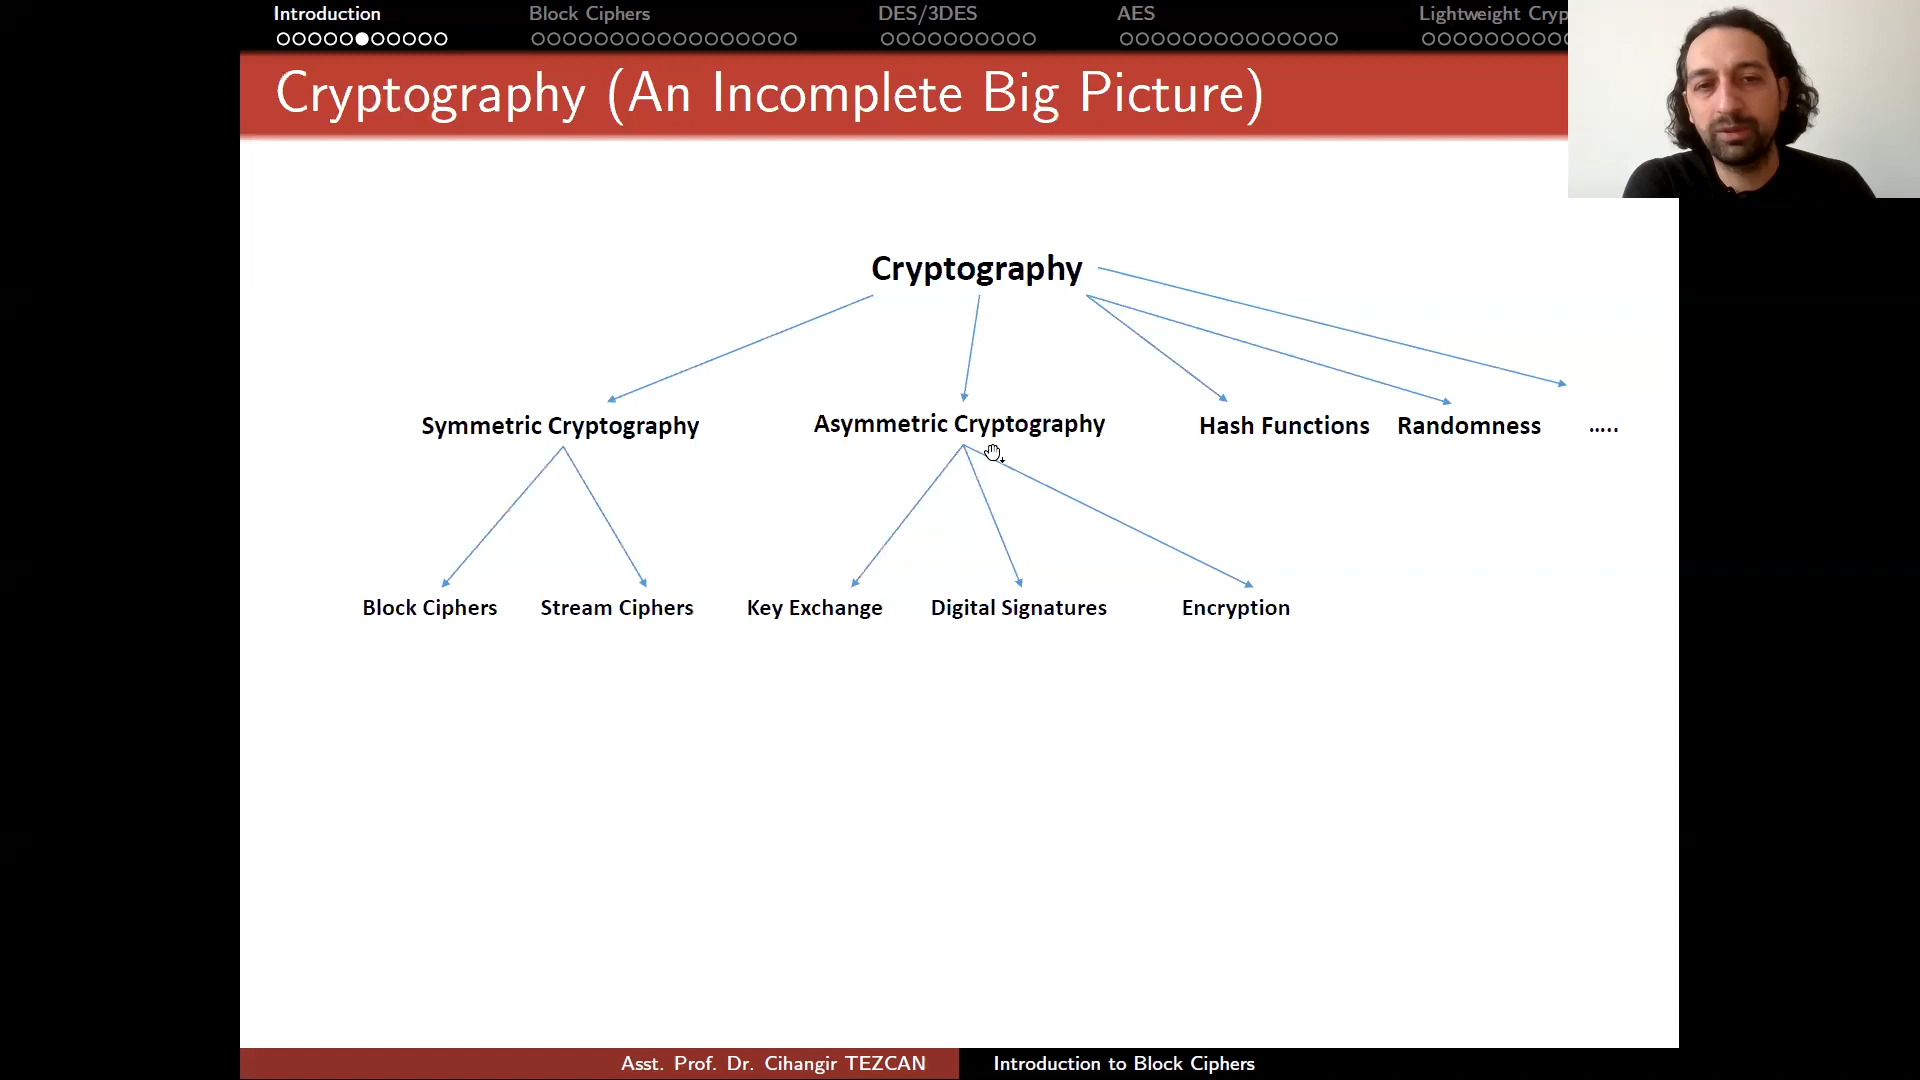 Introduction
Block Ciphers
DES/3DES
AES
Lightweight Cryp
Cryptography (An Incomplete Big Picture)
Cryptography
Symmetric Cryptography
Asymmetric Cryptography
Hash Functions
Randomness
.....
Block Ciphers
Stream Ciphers
Key Exchange
Digital Signatures
Encryption
Asst. Prof. Dr. Cihangir TEZCAN
Introduction to Block Ciphers